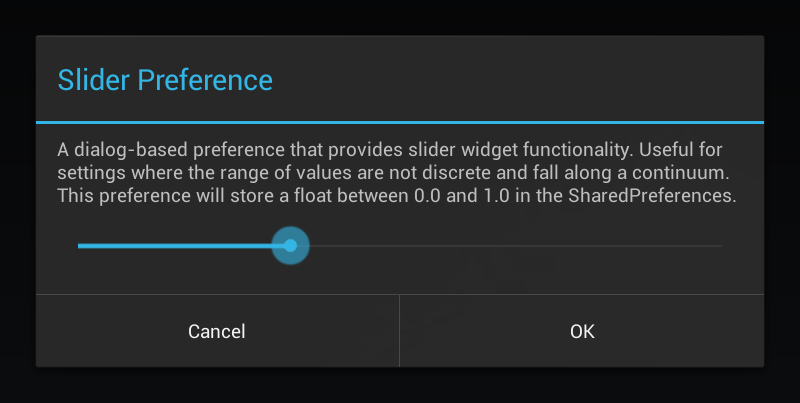 Slider Preference
A dialog-based preference that provides slider widget functionality. Useful for
settings where the range of values are not discrete and fall along a continuum.
This preference will store a float between 0.0 and 1.0 in the SharedPreferences.
Cancel
OK